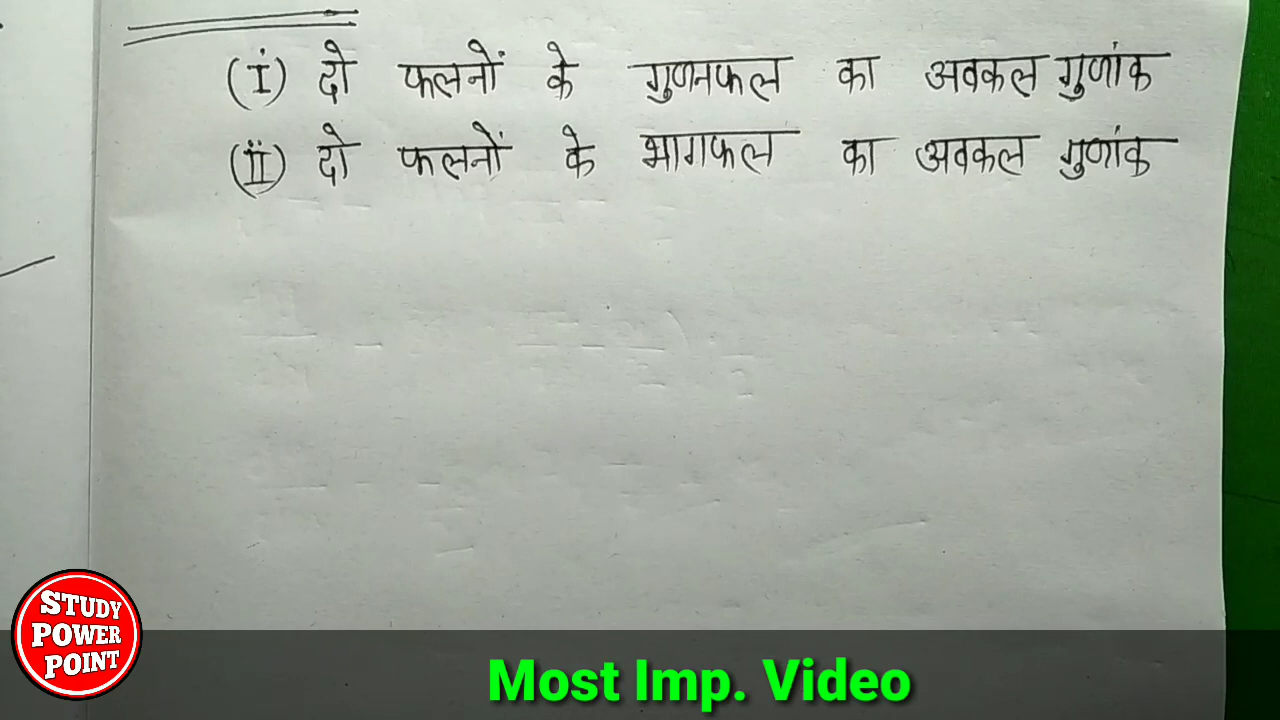 (i) दो फलनों के गुणनफल का अवकल गुणांक
(ii) दो फलनों के भागफल का अवकल गुणांक
STUDY
POWER
POINT
Most Imp. Video